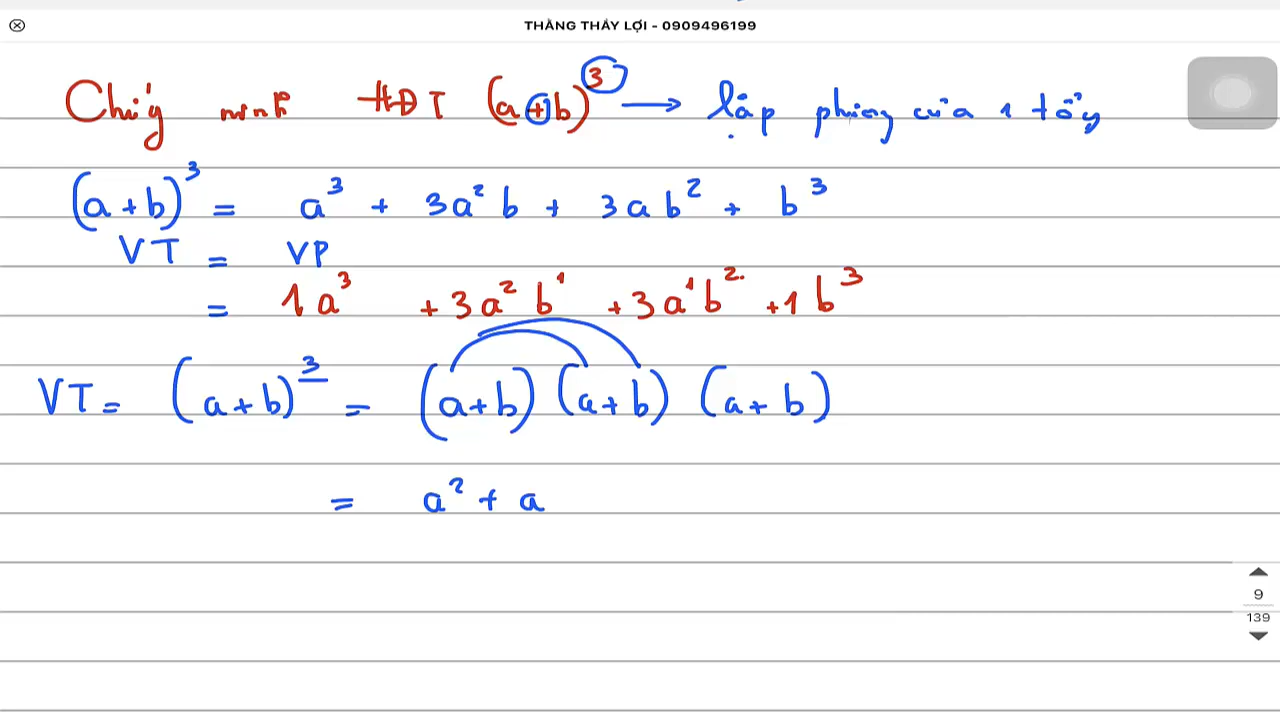 THẦNG THẦY LỢI - 0909496199
Chứng minh HĐT (a+b)³ → lập phương của 1 tổng
(a+b)³ = a³ + 3a²b + 3ab² + b³
VT = VP
= 1a³ + 3a²b¹ + 3a¹b² + 1b³
VT = (a+b)³ = (a+b)(a+b)(a+b)
= a² + a
9
139